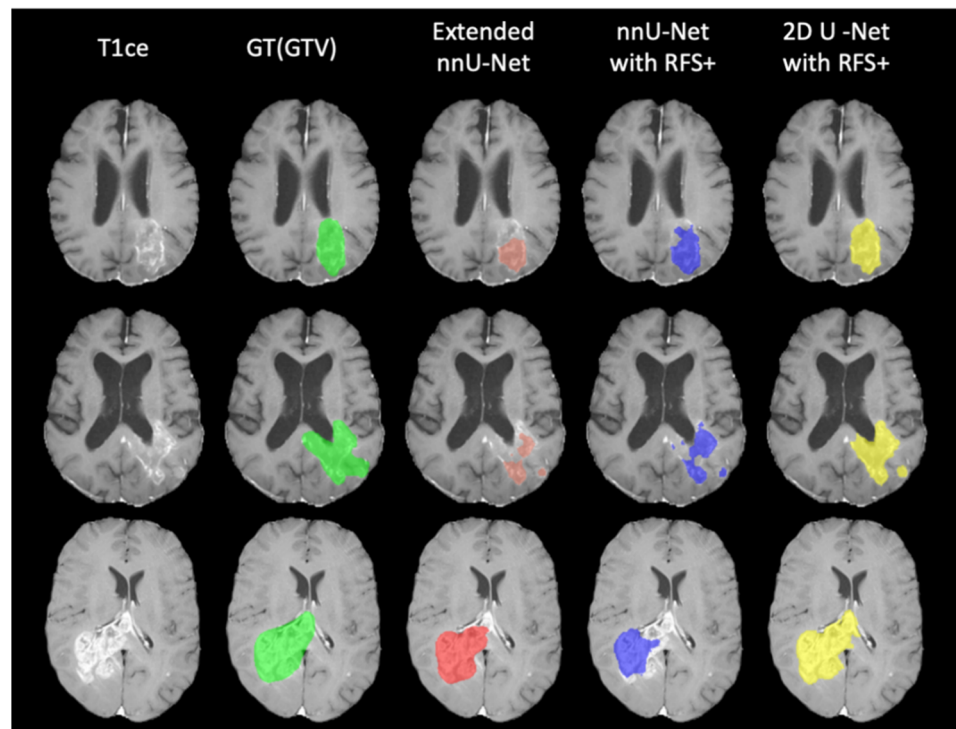 T1ce
GT(GTV)
Extended
nnU-Net
nnU-Net
with RFS+
2D U -Net
with RFS+